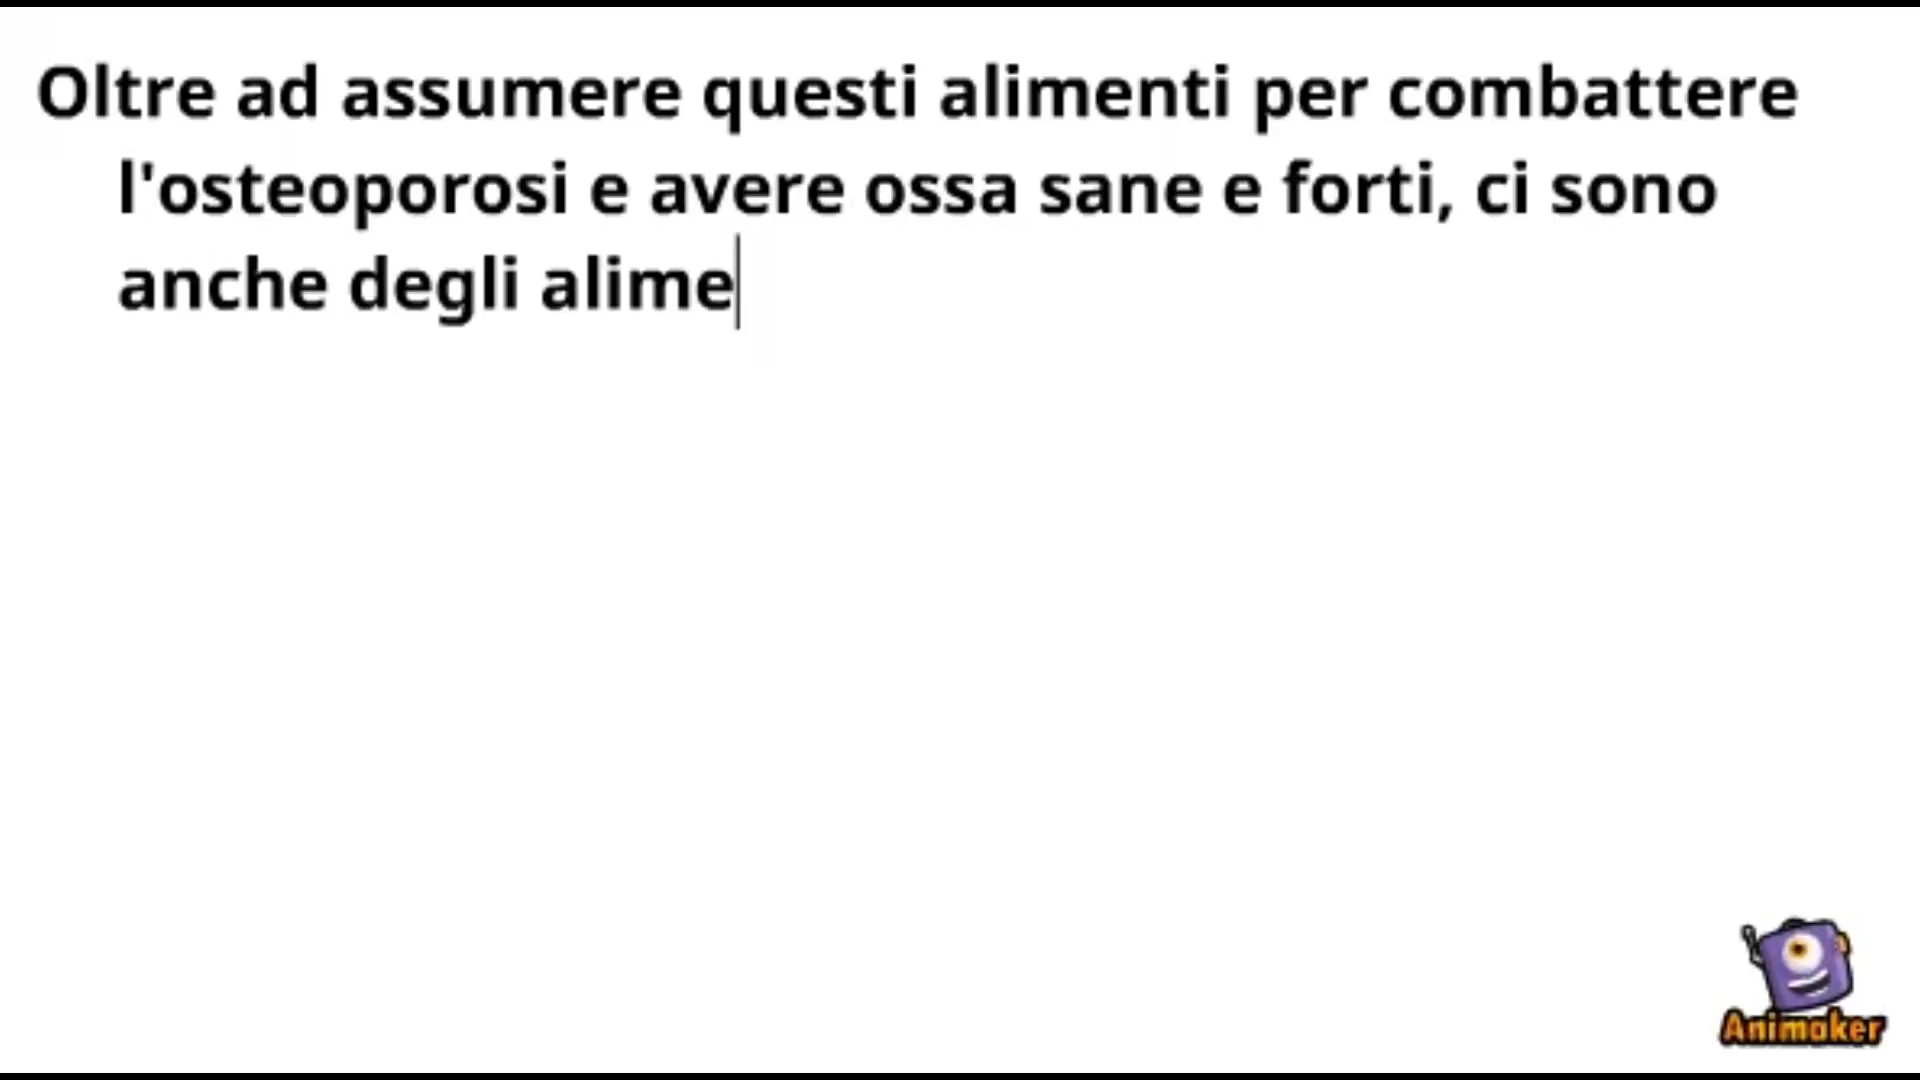 Oltre ad assumere questi alimenti per combattere
l'osteoporosi e avere ossa sane e forti, ci sono
anche degli alime
Animaker